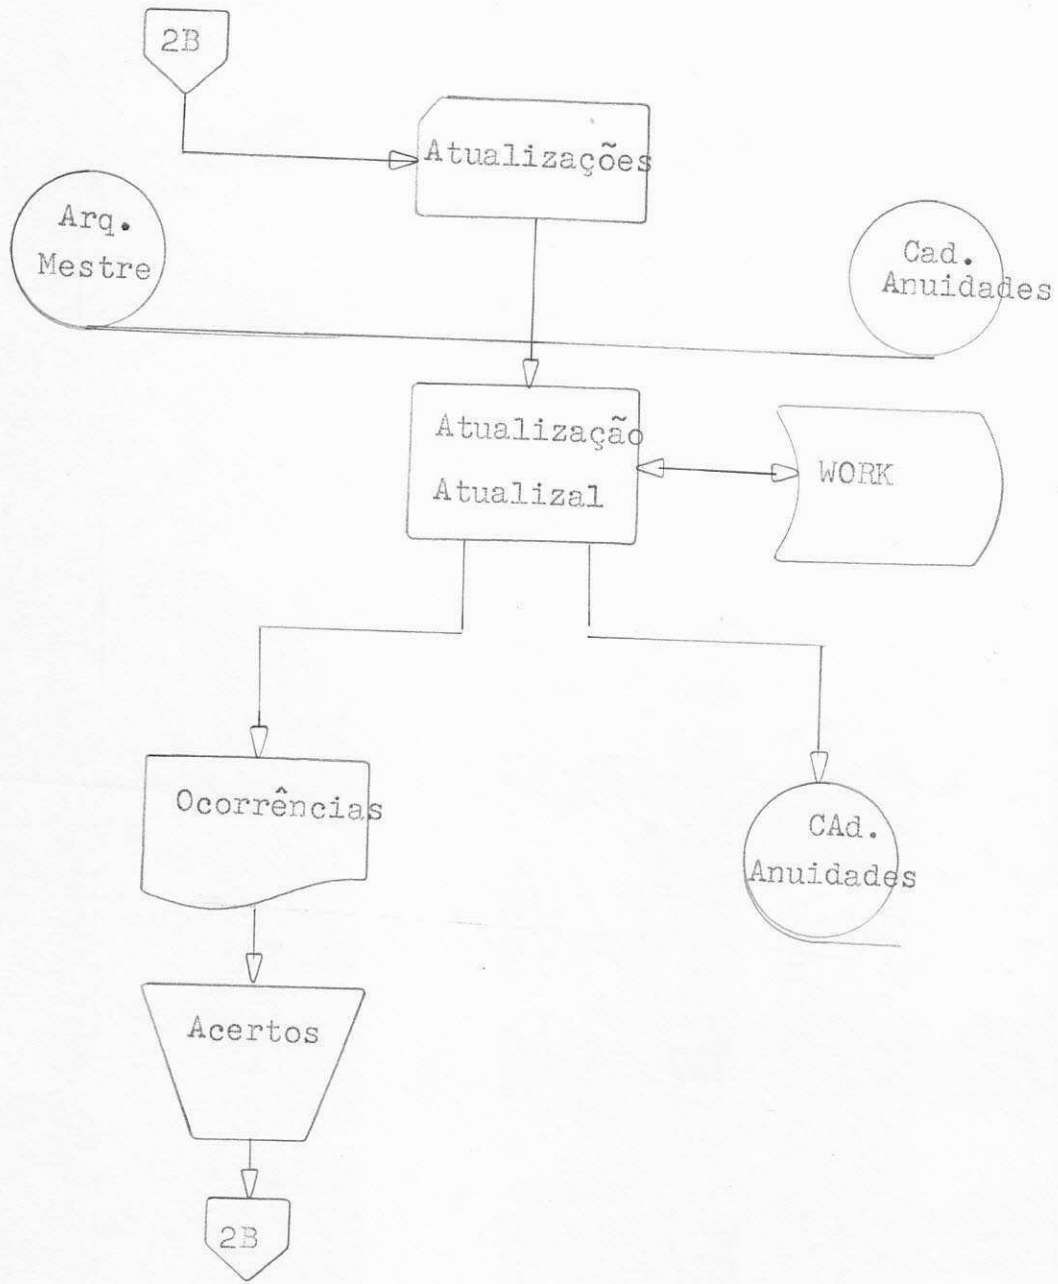 2B
Atualizações
Arq.
Mestre
Cad.
Anuidades
Atualização
Atualizal
WORK
Ocorrências
CAd.
Anuidades
Acertos
2B